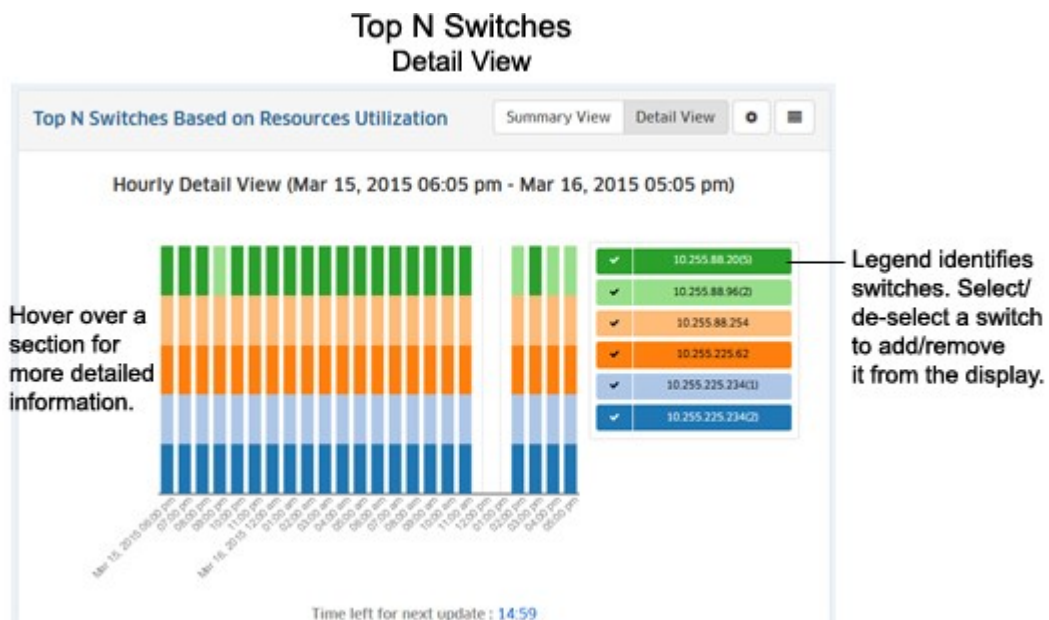 Top N Switches
Detail View
Top N Switches Based on Resources Utilization
Summary View
Detail View
Hourly Detail View (Mar 15, 2015 06:05 pm - Mar 16, 2015 05:05 pm)
10.255.88.20(5)
10.255.88.96(2)
10.255.88.254
10.255.225.62
10.255.225.234(1)
10.255.225.234(2)
Legend identifies
switches. Select/
de-select a switch
to add/remove
it from the display.
Hover over a
section for
more detailed
information.
Mar 15, 2015 06:00 pm
07:00 pm
08:00 pm
09:00 pm
10:00 pm
11:00 pm
Mar 16, 2015 12:00 am
01:00 am
02:00 am
03:00 am
04:00 am
05:00 am
06:00 am
07:00 am
08:00 am
09:00 am
10:00 am
11:00 am
12:00 pm
01:00 pm
02:00 pm
03:00 pm
04:00 pm
05:00 pm
Time left for next update : 14:59